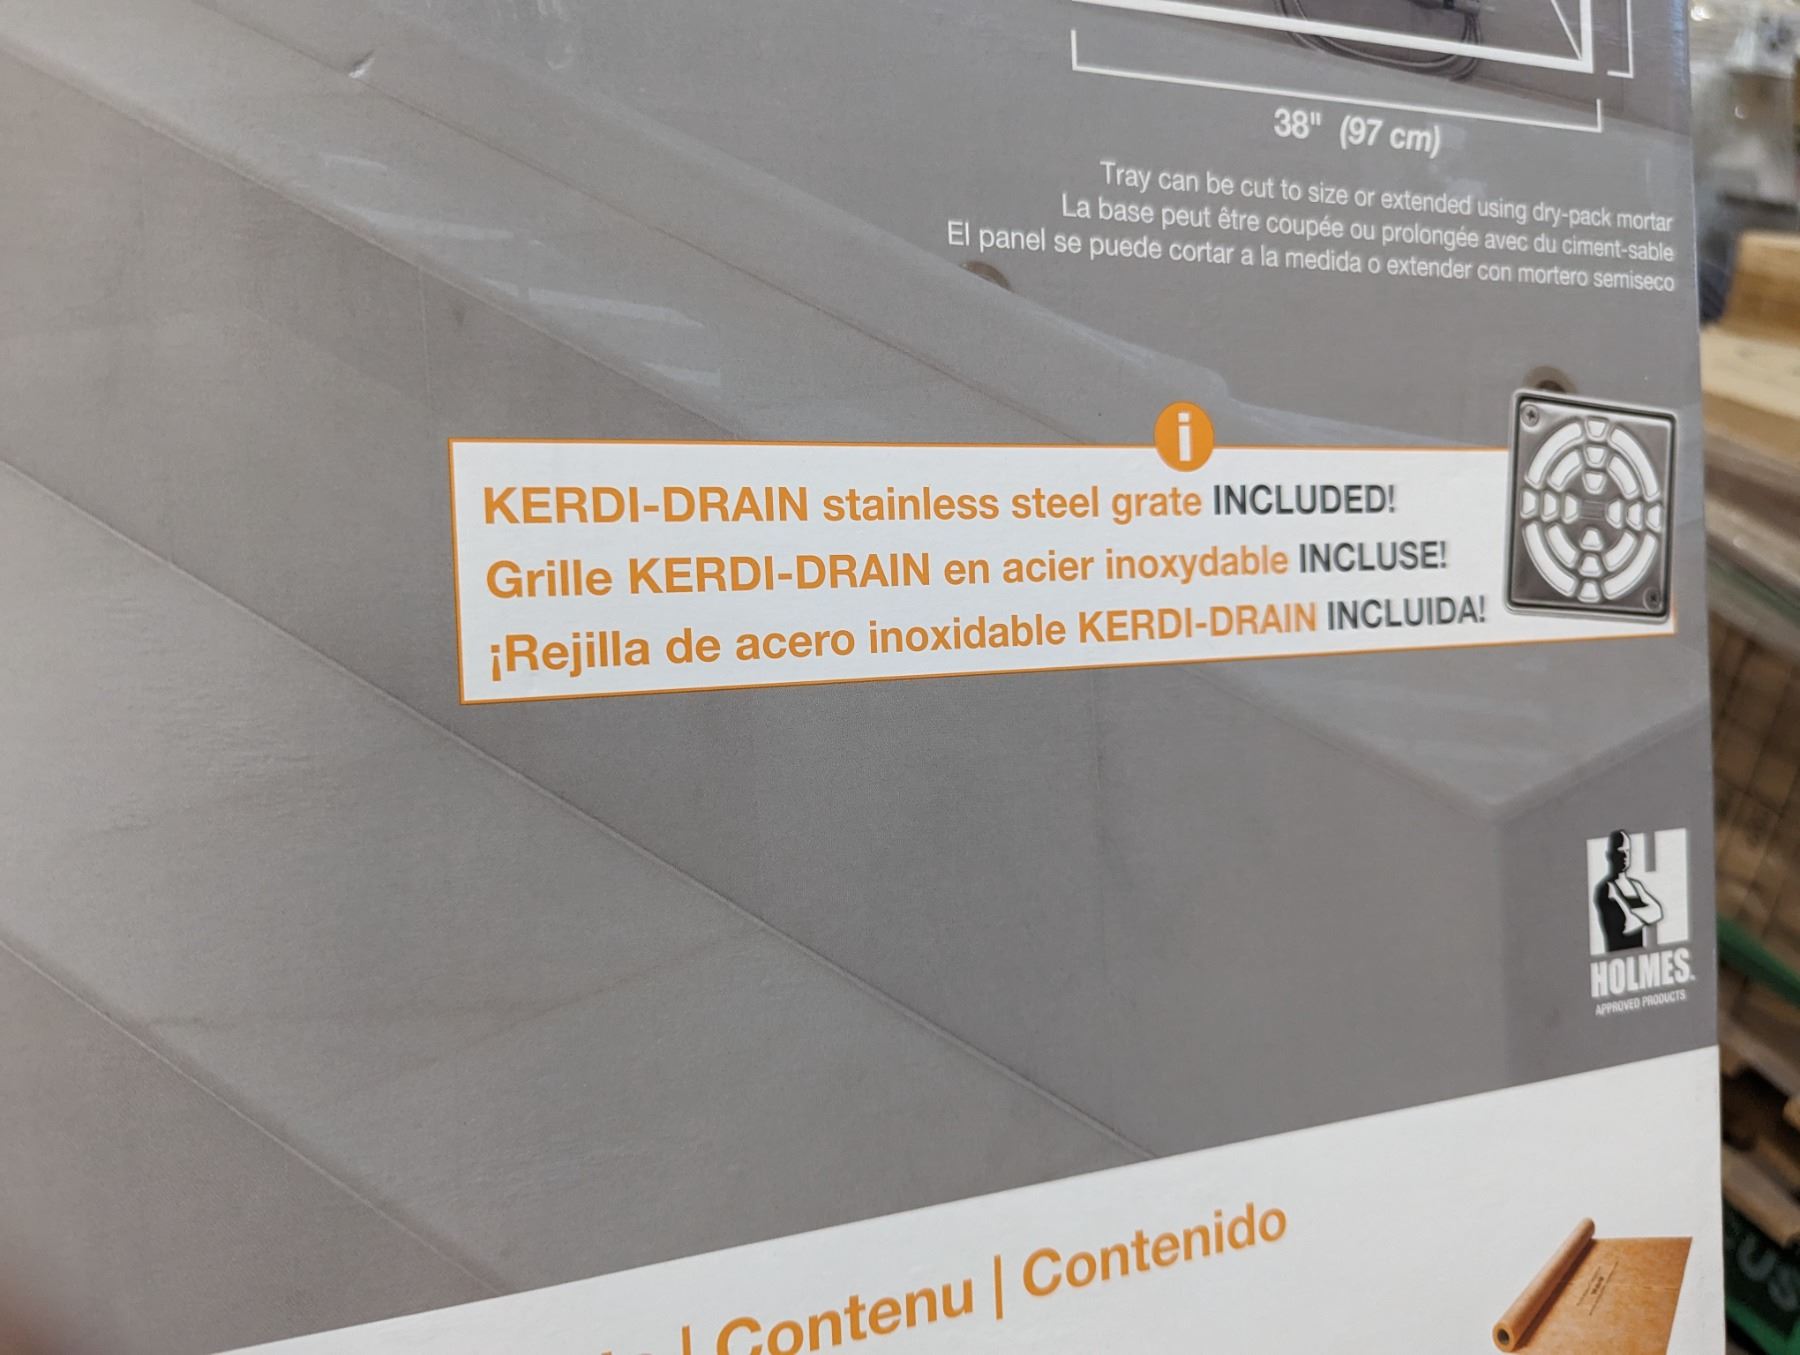 38" (97 cm)
Tray can be cut to size or extended using dry-pack mortar
La base peut être coupée ou prolongée avec du ciment-sable
El panel se puede cortar a la medida o extender con mortero semiseco
i
KERDI-DRAIN stainless steel grate INCLUDED!
Grille KERDI-DRAIN en acier inoxydable INCLUSE!
¡Rejilla de acero inoxidable KERDI-DRAIN INCLUIDA!
H
HOLMES
APPROVED PRODUCTS
| Contenu | Contenido